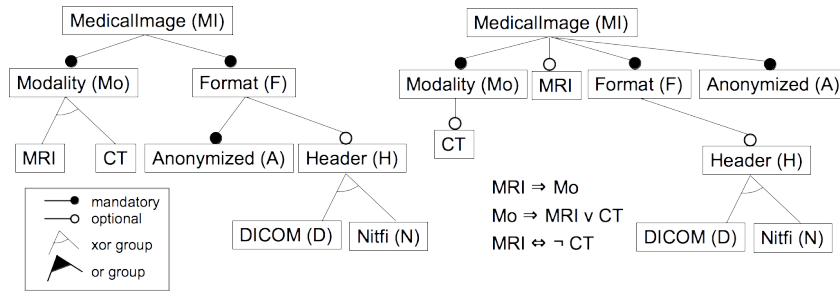 MedicalImage (MI)
Modality (Mo)
Format (F)
MRI
CT
Anonymized (A)
Header (H)
DICOM (D)
Nitfi (N)
mandatory
optional
xor group
or group
MedicalImage (MI)
Modality (Mo)
MRI
Format (F)
Anonymized (A)
CT
Header (H)
DICOM (D)
Nitfi (N)
MRI ⇒ Mo
Mo ⇒ MRI v CT
MRI ⇔ ¬ CT